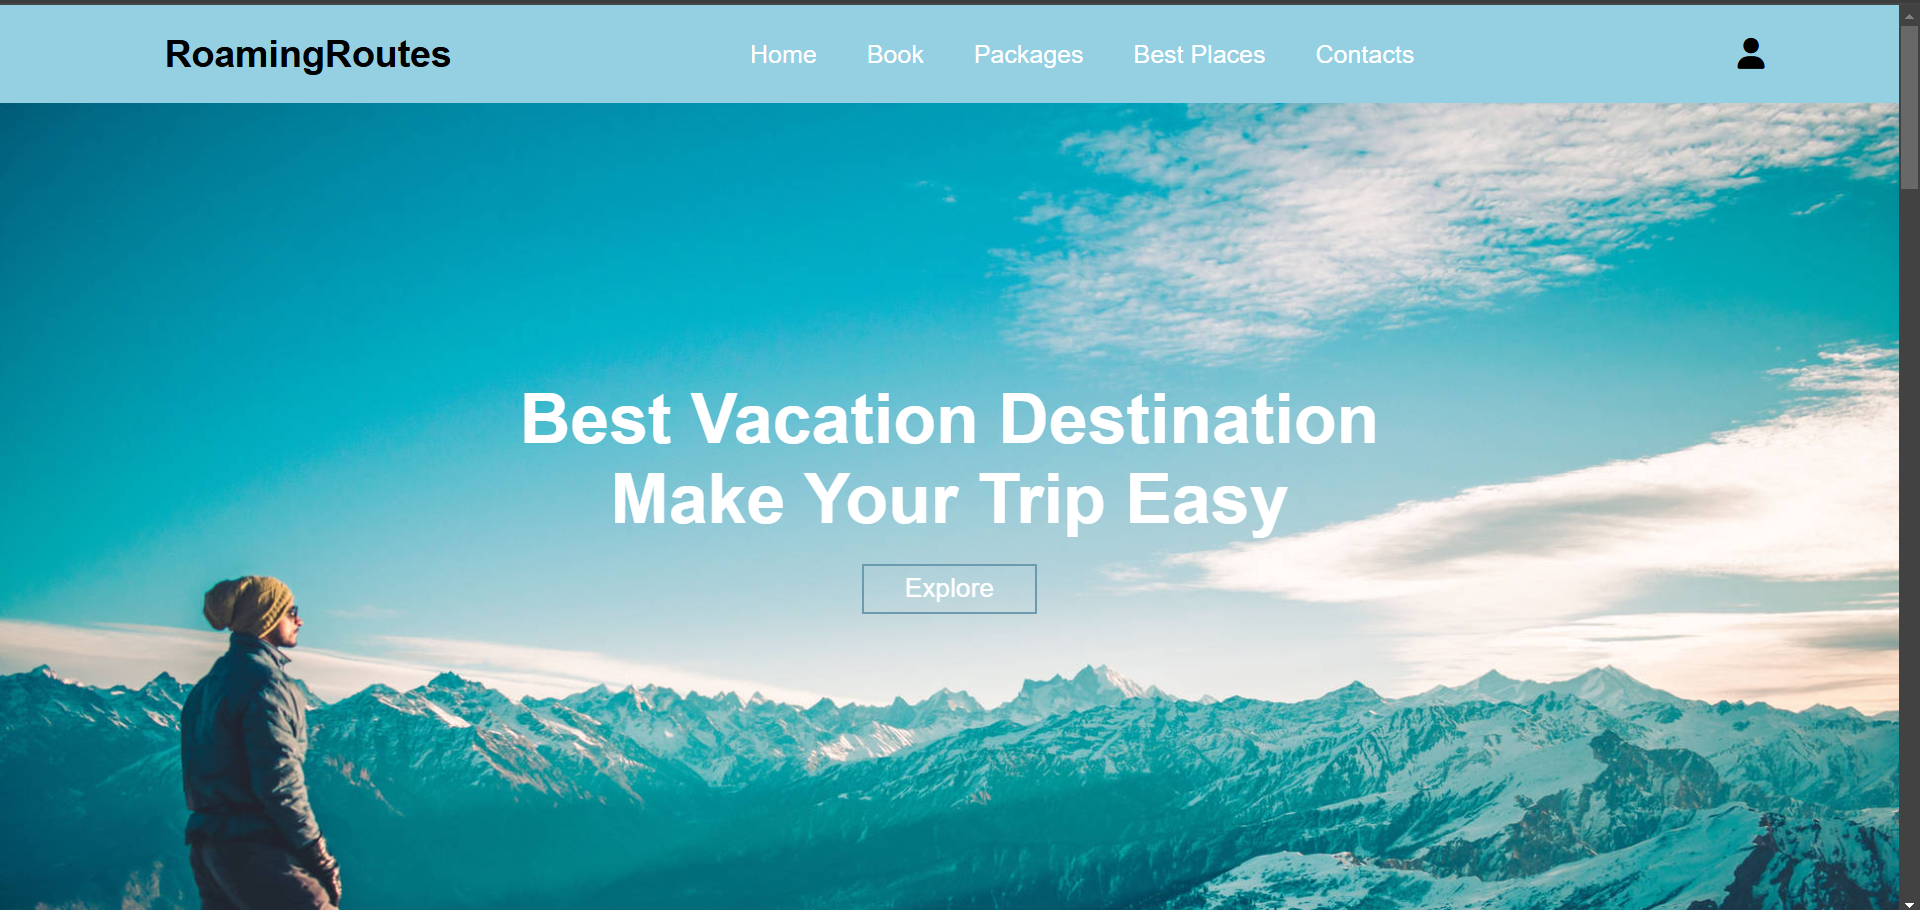 RoamingRoutes
Home Book Packages Best Places Contacts
Best Vacation Destination
Make Your Trip Easy
Explore